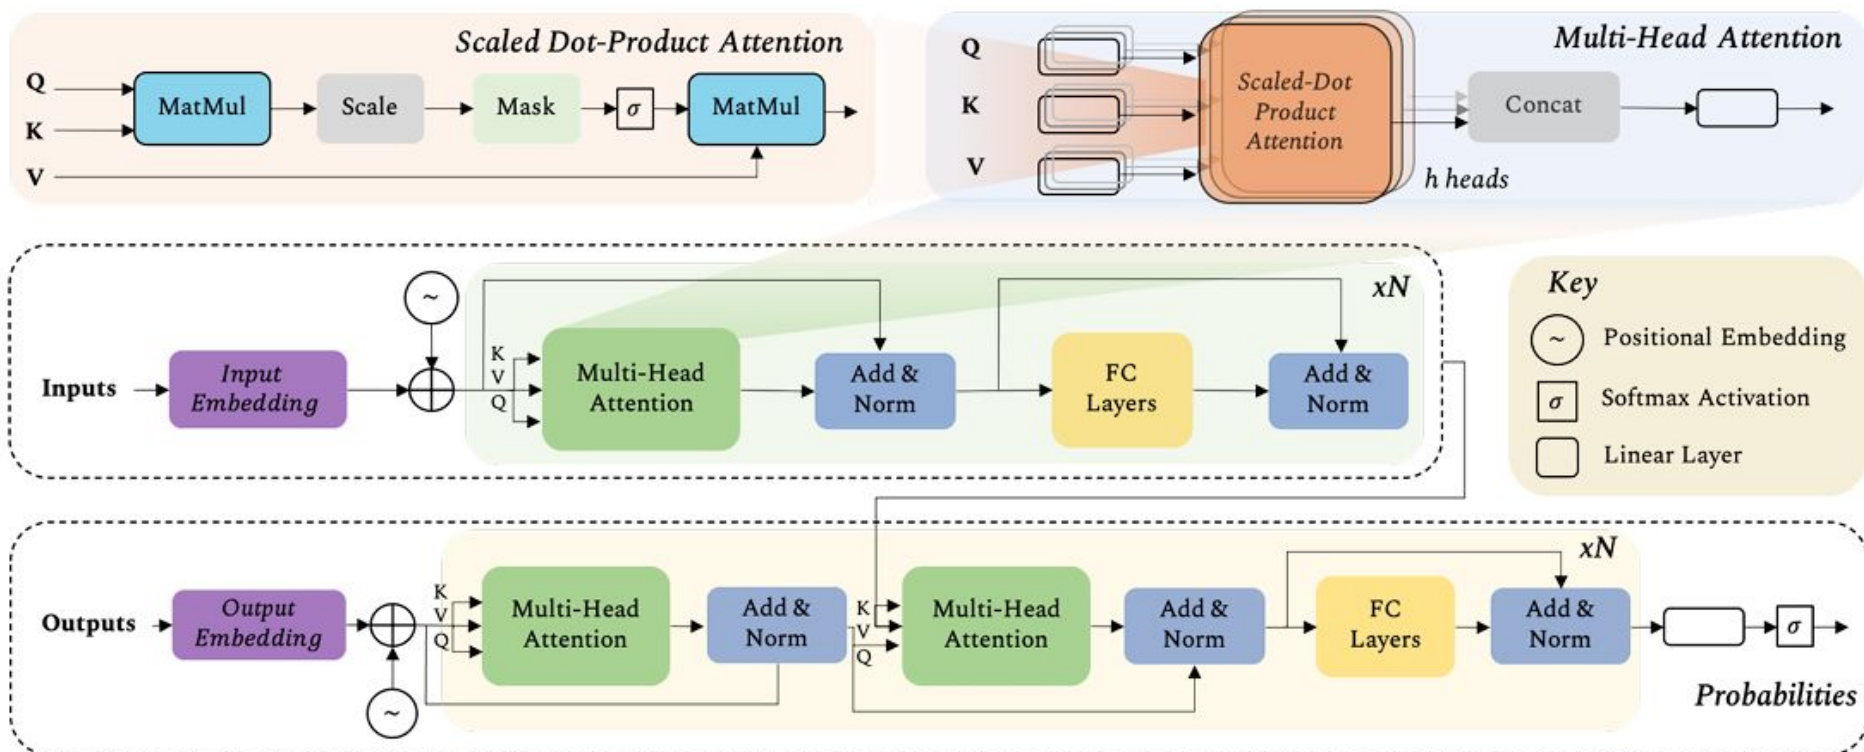 Scaled Dot-Product Attention
Q
K
V
MatMul
Scale
Mask
σ
MatMul
Multi-Head Attention
Q
K
V
Scaled-Dot
Product
Attention
h heads
Concat
~
Inputs
Input
Embedding
K
V
Q
Multi-Head
Attention
Add &
Norm
FC
Layers
Add &
Norm
xN
Key
~ Positional Embedding
σ Softmax Activation
Linear Layer
Outputs
Output
Embedding
~
K
V
Q
Multi-Head
Attention
Add &
Norm
K
V
Q
Multi-Head
Attention
Add &
Norm
FC
Layers
Add &
Norm
xN
σ
Probabilities